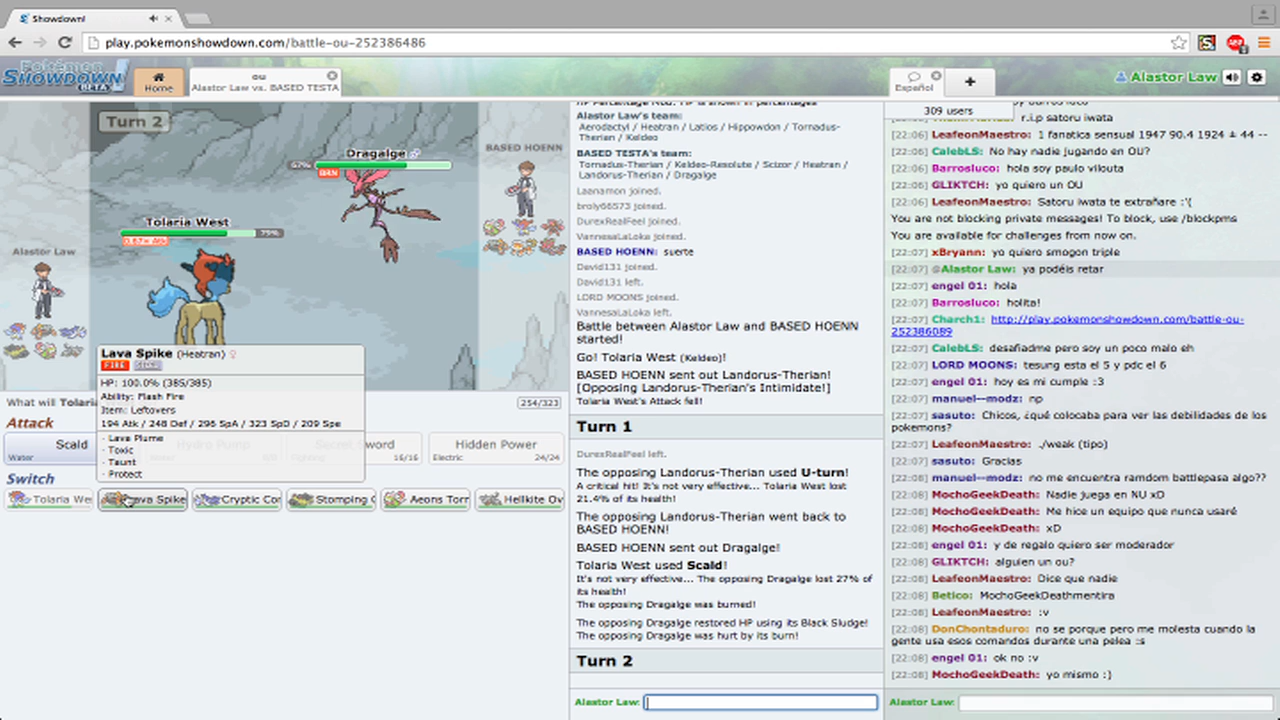 Showdown!
play.pokemonshowdown.com/battle-ou-252386486
Pokémon
SHOWDOWN!
BETA
Home
ou
Alastor Law vs. BASED TESTA
Español
+
Alastor Law
Turn 2
Dragalge
67%
BRN
BASED HOENN
Tolaria West
79%
0.67x Atk
Alastor Law
Lava Spike (Heatran) ♀
FIRE STEEL
HP: 100.0% (385/385)
Ability: Flash Fire
Item: Leftovers
194 Atk / 248 Def / 296 SpA / 323 SpD / 209 Spe
- Lava Plume
- Toxic
- Taunt
- Protect
What will Tolaria
254/323
Attack
Scald
Water
Hydro Pump
Secret Sword
16/16
Hidden Power
Electric 24/24
Switch
Tolaria We
Lava Spike
Cryptic Co
Stomping G
Aeons Torr
Hellkite Ov
HP Percentage Mod: HP is shown in percentages
Alastor Law's team:
Aerodactyl / Heatran / Latios / Hippowdon / Tornadus-
Therian / Keldeo
BASED TESTA's team:
Tornadus-Therian / Keldeo-Resolute / Scizor / Heatran /
Landorus-Therian / Dragalge
Laanamon joined.
broly66573 joined.
DurexRealFeel joined.
VannesaLaLoka joined.
BASED HOENN: suerte
David131 joined.
David131 left.
LORD MOONS joined.
VannesaLaLoka left.
Battle between Alastor Law and BASED HOENN
started!
Go! Tolaria West (Keldeo)!
BASED HOENN sent out Landorus-Therian!
[Opposing Landorus-Therian's Intimidate!]
Tolaria West's Attack fell!
Turn 1
DurexRealFeel left.
The opposing Landorus-Therian used U-turn!
A critical hit! It's not very effective... Tolaria West lost
21.4% of its health!
The opposing Landorus-Therian went back to
BASED HOENN!
BASED HOENN sent out Dragalge!
Tolaria West used Scald!
It's not very effective... The opposing Dragalge lost 27% of
its health!
The opposing Dragalge was burned!
The opposing Dragalge restored HP using its Black Sludge!
The opposing Dragalge was hurt by its burn!
Turn 2
Alastor Law:
309 users
r.i.p satoru iwata
[22:06] LeafeonMaestro: 1 fanatica sensual 1947 90.4 1924 ± 44 --
[22:06] CalebLS: No hay nadie jugando en OU?
[22:06] Barrosluco: hola soy paulo vilouta
[22:06] GLIKTCH: yo quiero un OU
[22:06] LeafeonMaestro: Satoru iwata te extrañare :'(
You are not blocking private messages! To block, use /blockpms
You are available for challenges from now on.
[22:07] xBryann: yo quiero smogon triple
[22:07] @Alastor Law: ya podéis retar
[22:07] engel 01: hola
[22:07] Barrosluco: holita!
[22:07] Charch1: http://play.pokemonshowdown.com/battle-ou-
252386089
[22:07] CalebLS: desafiadme pero soy un poco malo eh
[22:07] LORD MOONS: tesung esta el 5 y pdc el 6
[22:07] engel 01: hoy es mi cumple :3
[22:07] manuel--modz: np
[22:07] sasuto: Chicos, ¿qué colocaba para ver las debilidades de los
pokemons?
[22:07] LeafeonMaestro: ./weak (tipo)
[22:07] sasuto: Gracias
[22:08] manuel--modz: no me encuentra ramdom battlepasa algo??
[22:08] MochoGeekDeath: Nadie juega en NU xD
[22:08] MochoGeekDeath: Me hice un equipo que nunca usaré
[22:08] MochoGeekDeath: xD
[22:08] engel 01: y de regalo quiero ser moderador
[22:08] GLIKTCH: alguien un ou?
[22:08] LeafeonMaestro: Dice que nadie
[22:08] Betico: MochoGeekDeathmentira
[22:08] LeafeonMaestro: :v
[22:08] DonChontaduro: no se porque pero me molesta cuando la
gente usa esos comandos durante una pelea :s
[22:08] engel 01: ok no :v
[22:08] MochoGeekDeath: yo mismo :)
Alastor Law: